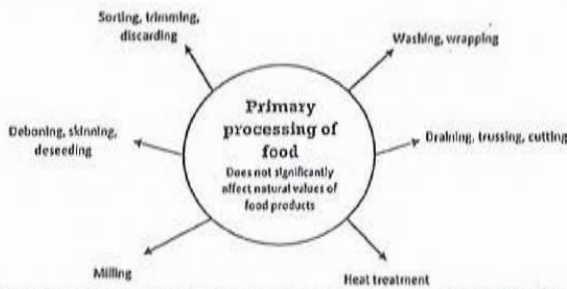 Sorting, trimming,
discarding
Washing, wrapping
Primary
processing of
food
Does not significantly
affect natural values of
food products
Deboning, skinning,
deseeding
Draining, trussing, cutting
Milling
Heat treatment